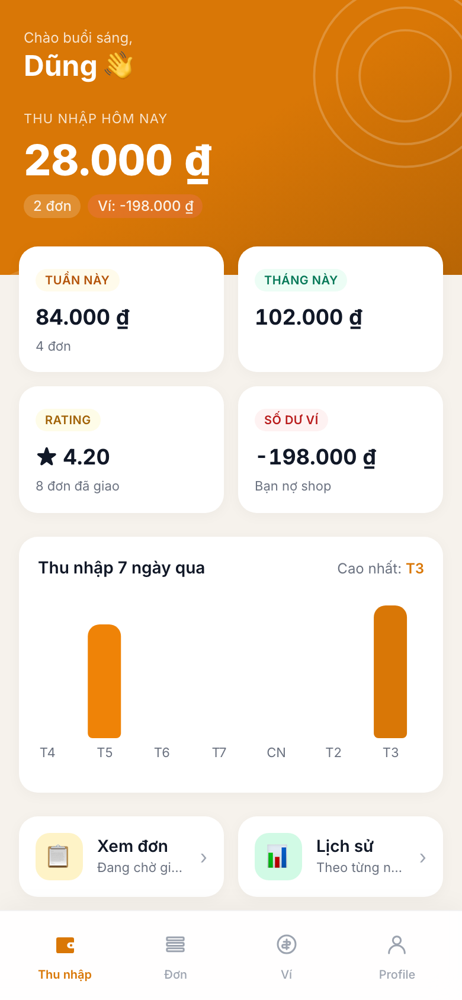 Chào buổi sáng,
Dũng 👋
THU NHẬP HÔM NAY
28.000 ₫
2 đơn
Ví: -198.000 ₫
TUẦN NÀY
84.000 ₫
4 đơn
THÁNG NÀY
102.000 ₫
RATING
★ 4.20
8 đơn đã giao
SỐ DƯ VÍ
-198.000 ₫
Bạn nợ shop
Thu nhập 7 ngày qua
Cao nhất: T3
T4 T5 T6 T7 CN T2 T3
Xem đơn
Đang chờ gi...
Lịch sử
Theo từng n...
Thu nhập
Đơn
Ví
Profile